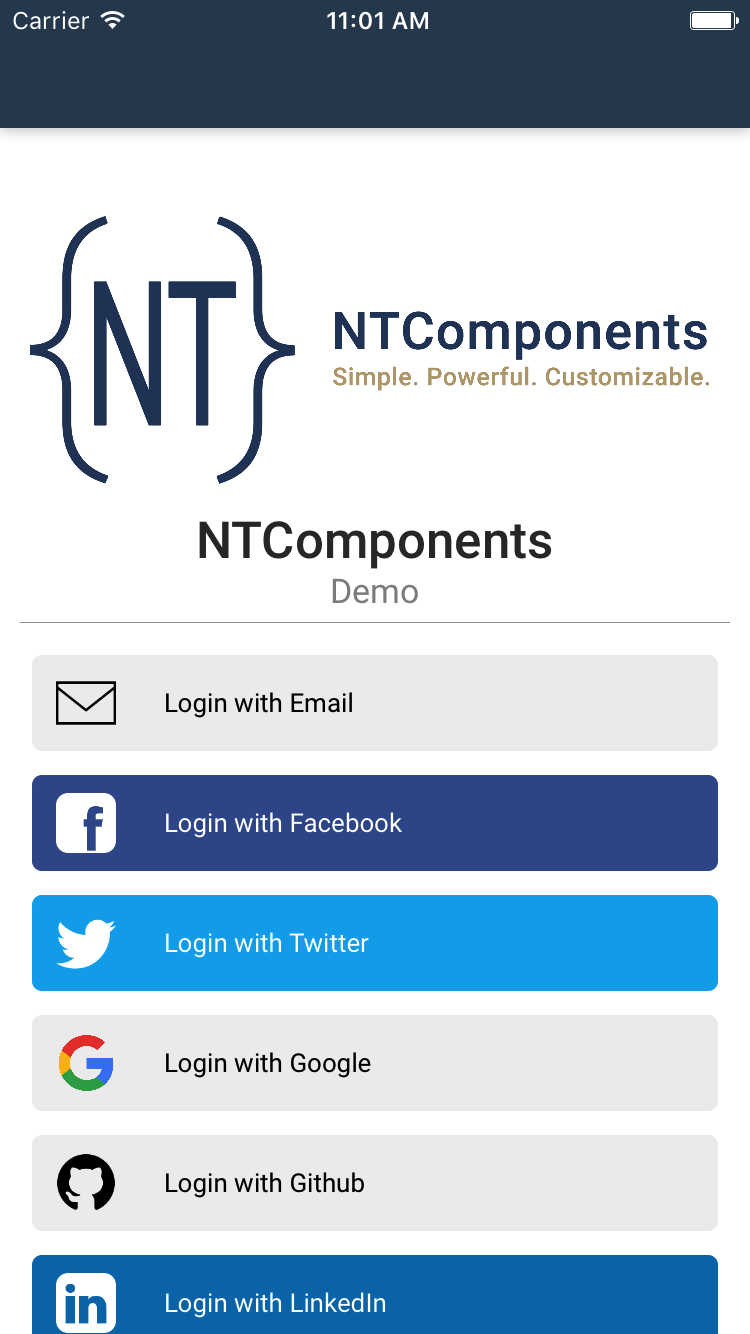 Carrier 11:01 AM
{NT}
NTComponents
Simple. Powerful. Customizable.
NTComponents
Demo
Login with Email
f Login with Facebook
Login with Twitter
G Login with Google
Login with Github
in Login with LinkedIn